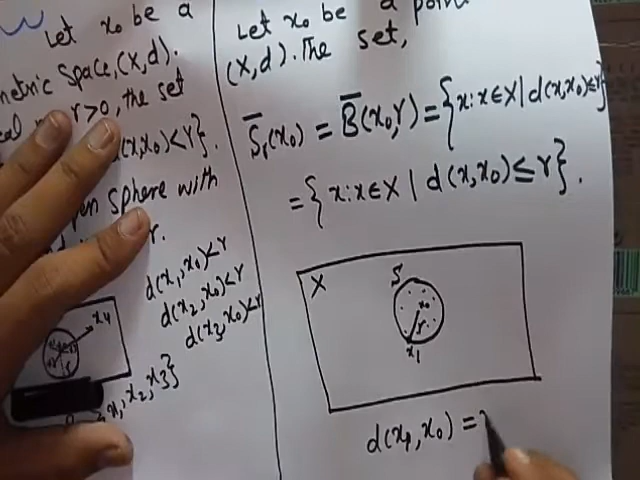 Let x₀ be a
metric space, (X,d).
r>0, the set
d(x,x₀)<r}.
sphere with
r.
d(x₁,x₀)<r
d(x₂,x₀)<r
d(x₃,x₀)<r
x₄
x₁,x₂,x₃}
Let x₀ be a point
(X,d). The set,
S̅ᵣ(x₀) = B̅(x₀,r) = {x:x∈X | d(x,x₀)≤r}
= {x:x∈X | d(x,x₀)≤r}.
X
S
x₀
r
x₁
d(x₁,x₀) =